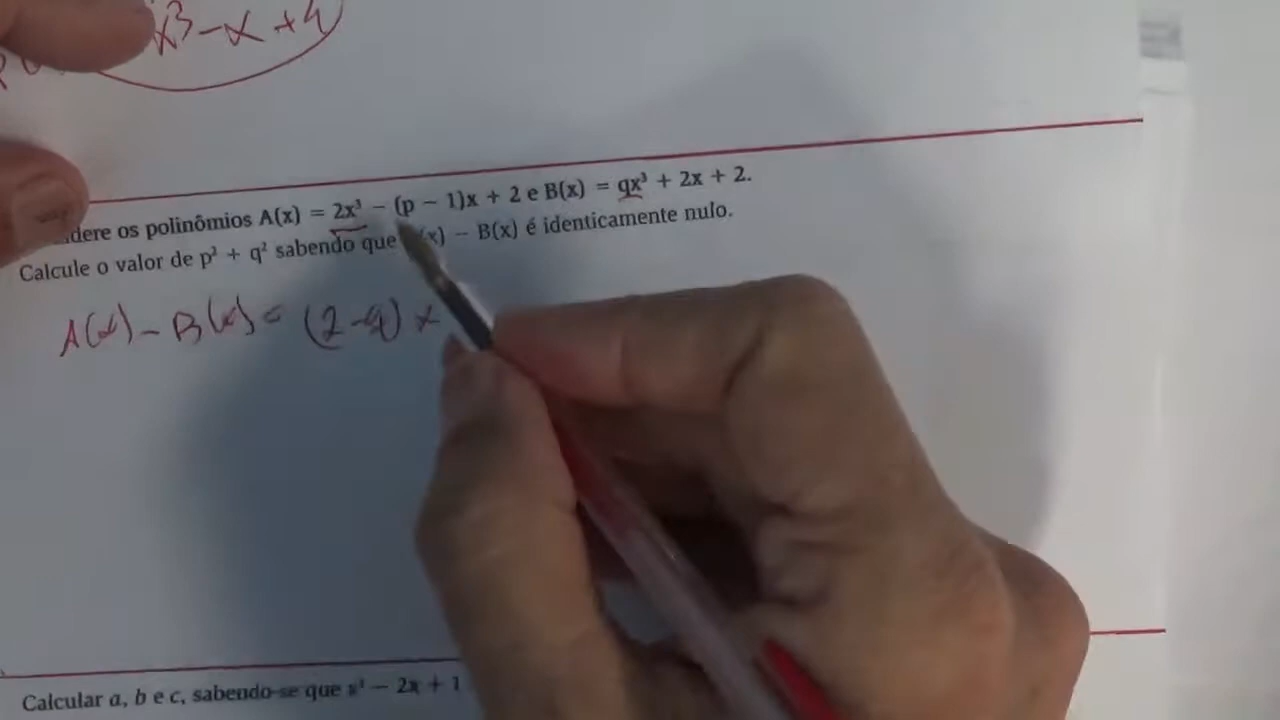 x³ - x + 4
dere os polinômios A(x) = 2x³ − (p − 1)x + 2 e B(x) = qx³ + 2x + 2.
Calcule o valor de p² + q² sabendo que (x) − B(x) é identicamente nulo.
A(x) - B(x) = (2-q) x
Calcular a, b e c, sabendo-se que − 2x + 1